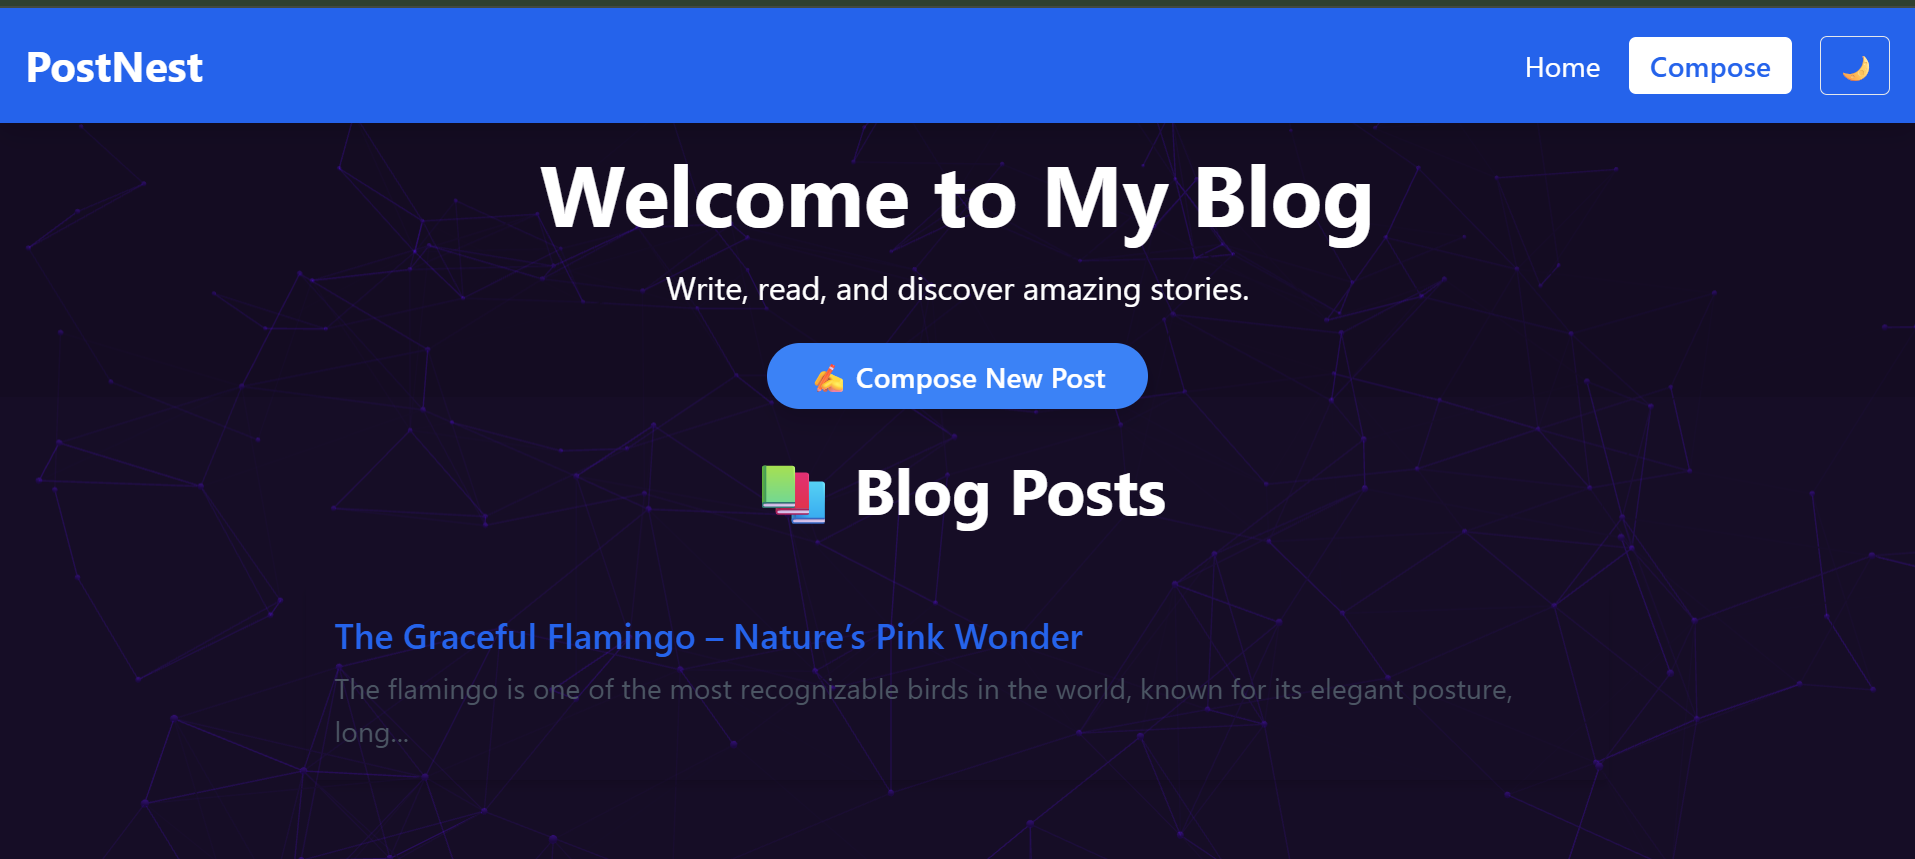 PostNest
Home
Compose
🌙
Welcome to My Blog
Write, read, and discover amazing stories.
✍️ Compose New Post
📚 Blog Posts
The Graceful Flamingo – Nature’s Pink Wonder
The flamingo is one of the most recognizable birds in the world, known for its elegant posture,
long...